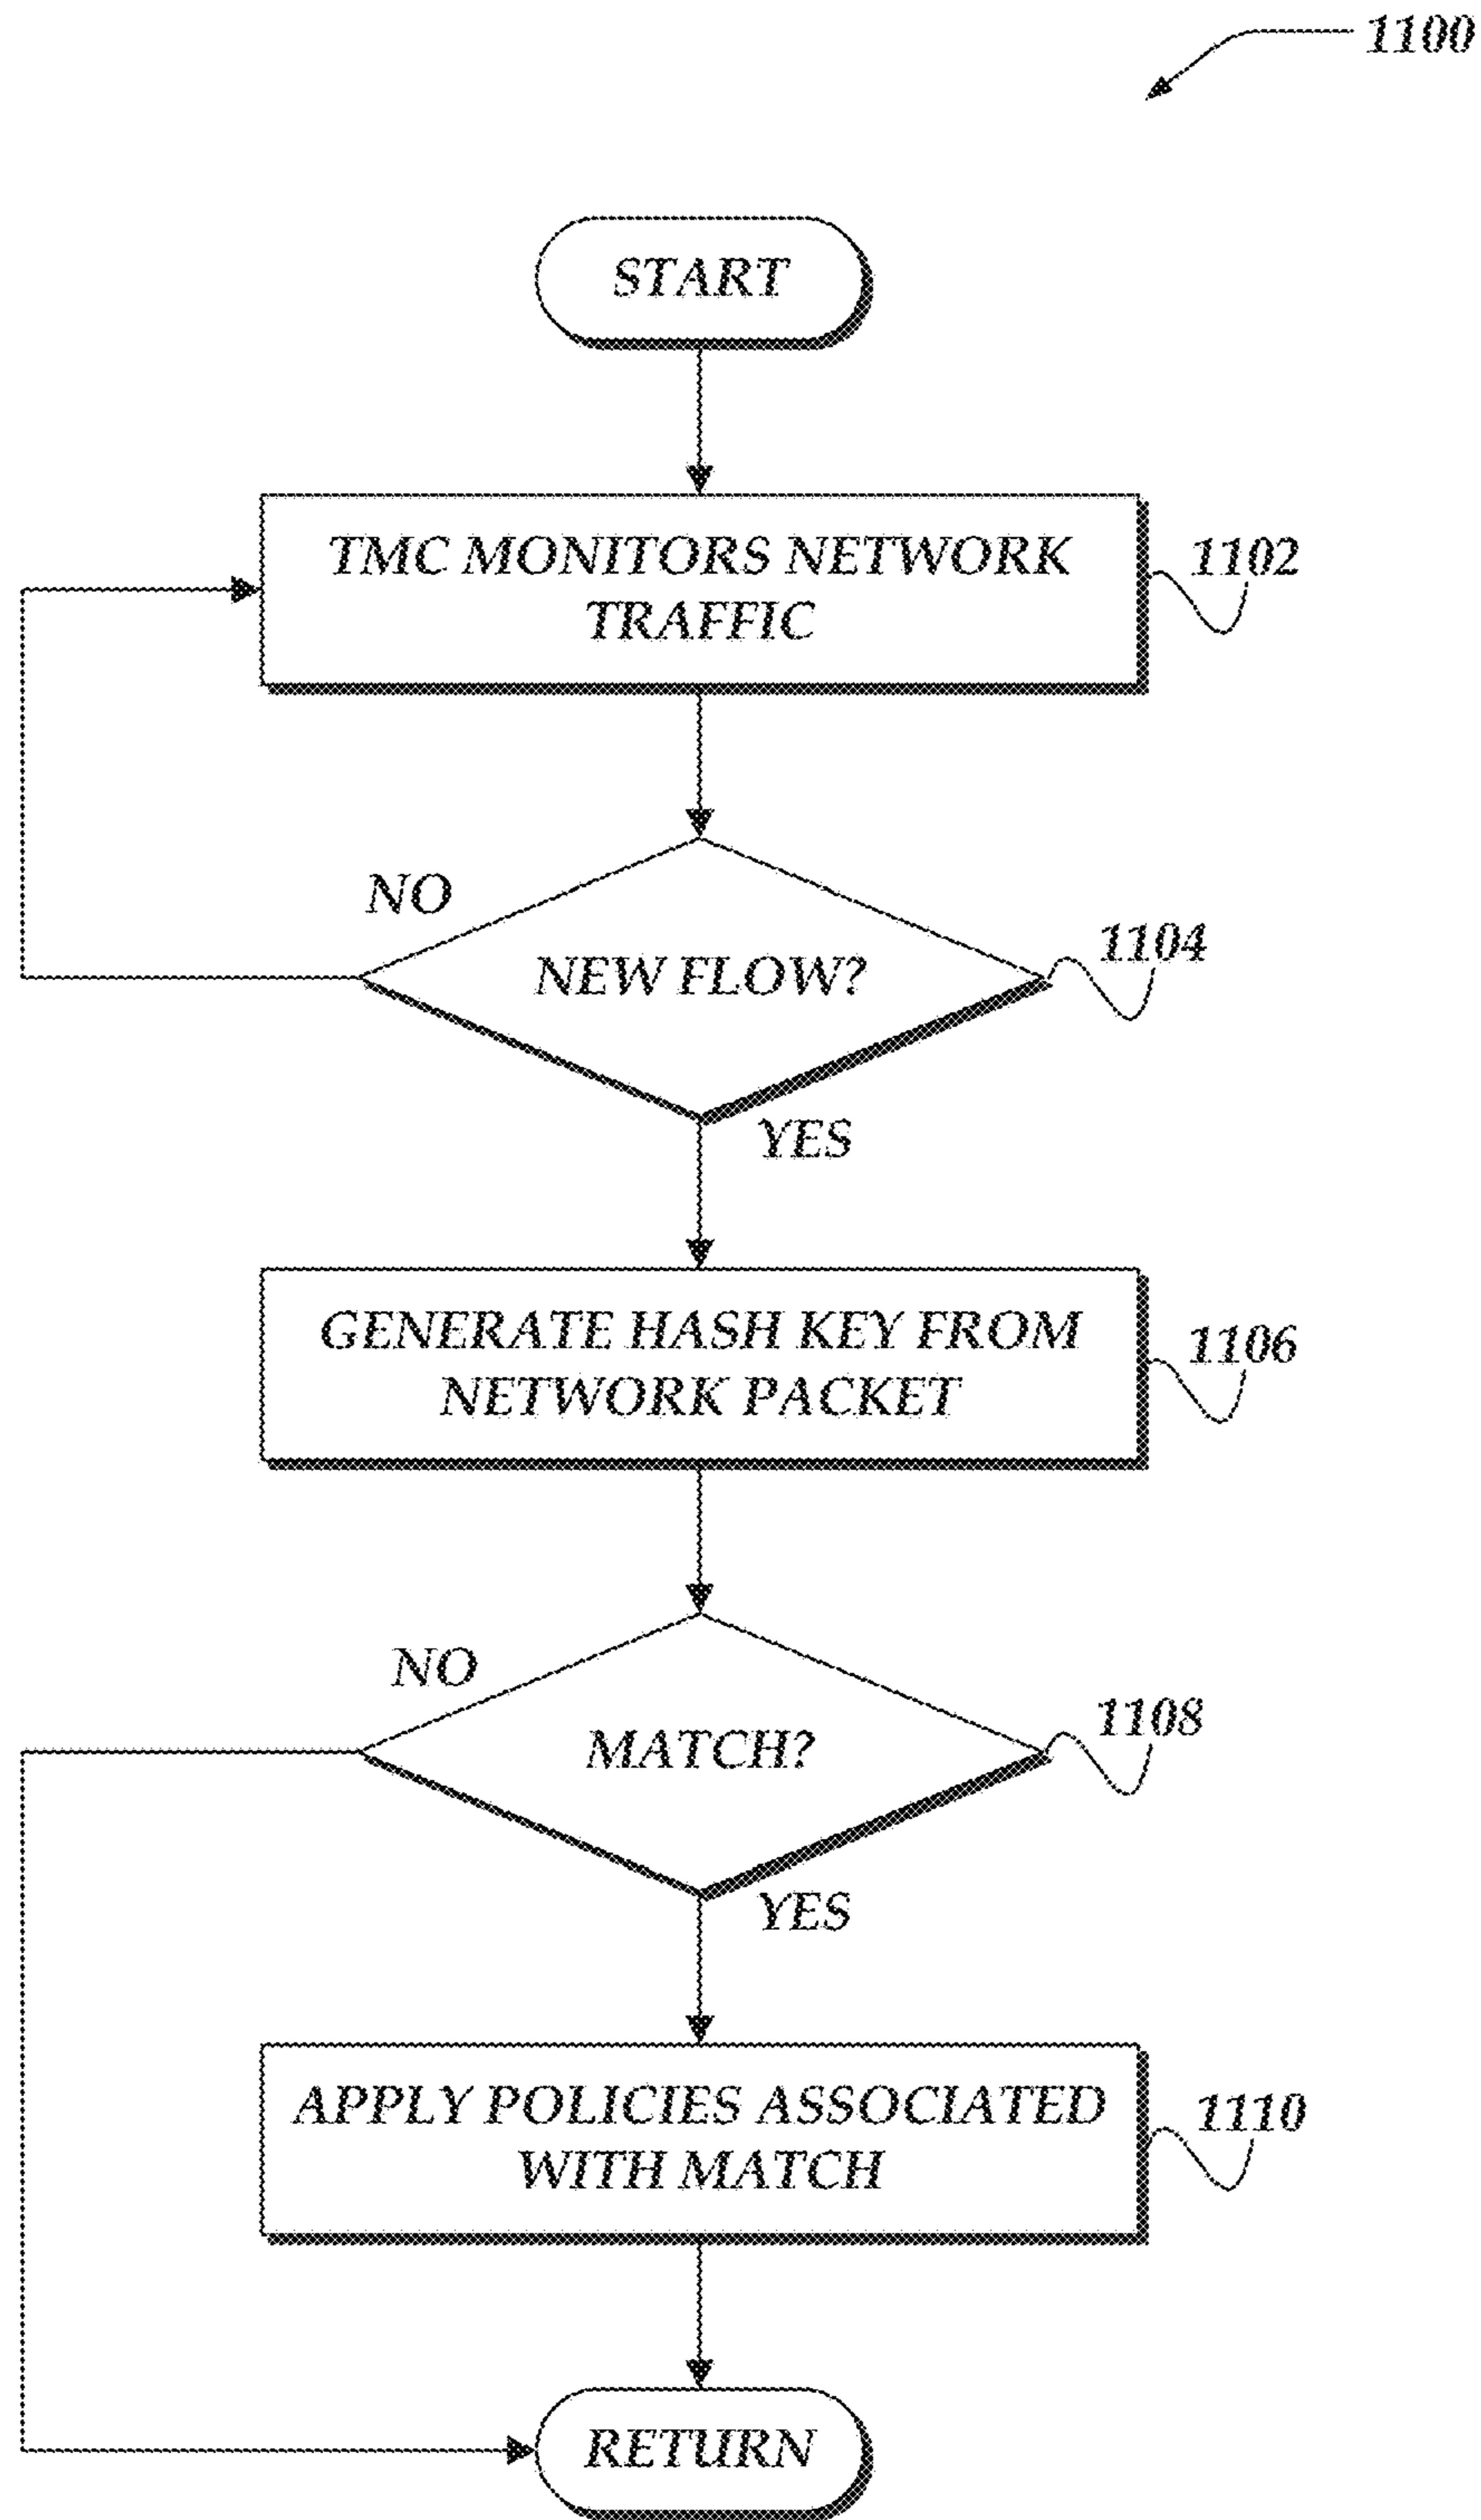 1100
START
TMC MONITORS NETWORK
TRAFFIC
1102
NO
NEW FLOW?
1104
YES
GENERATE HASH KEY FROM
NETWORK PACKET
1106
NO
MATCH?
1108
YES
APPLY POLICIES ASSOCIATED
WITH MATCH
1110
RETURN